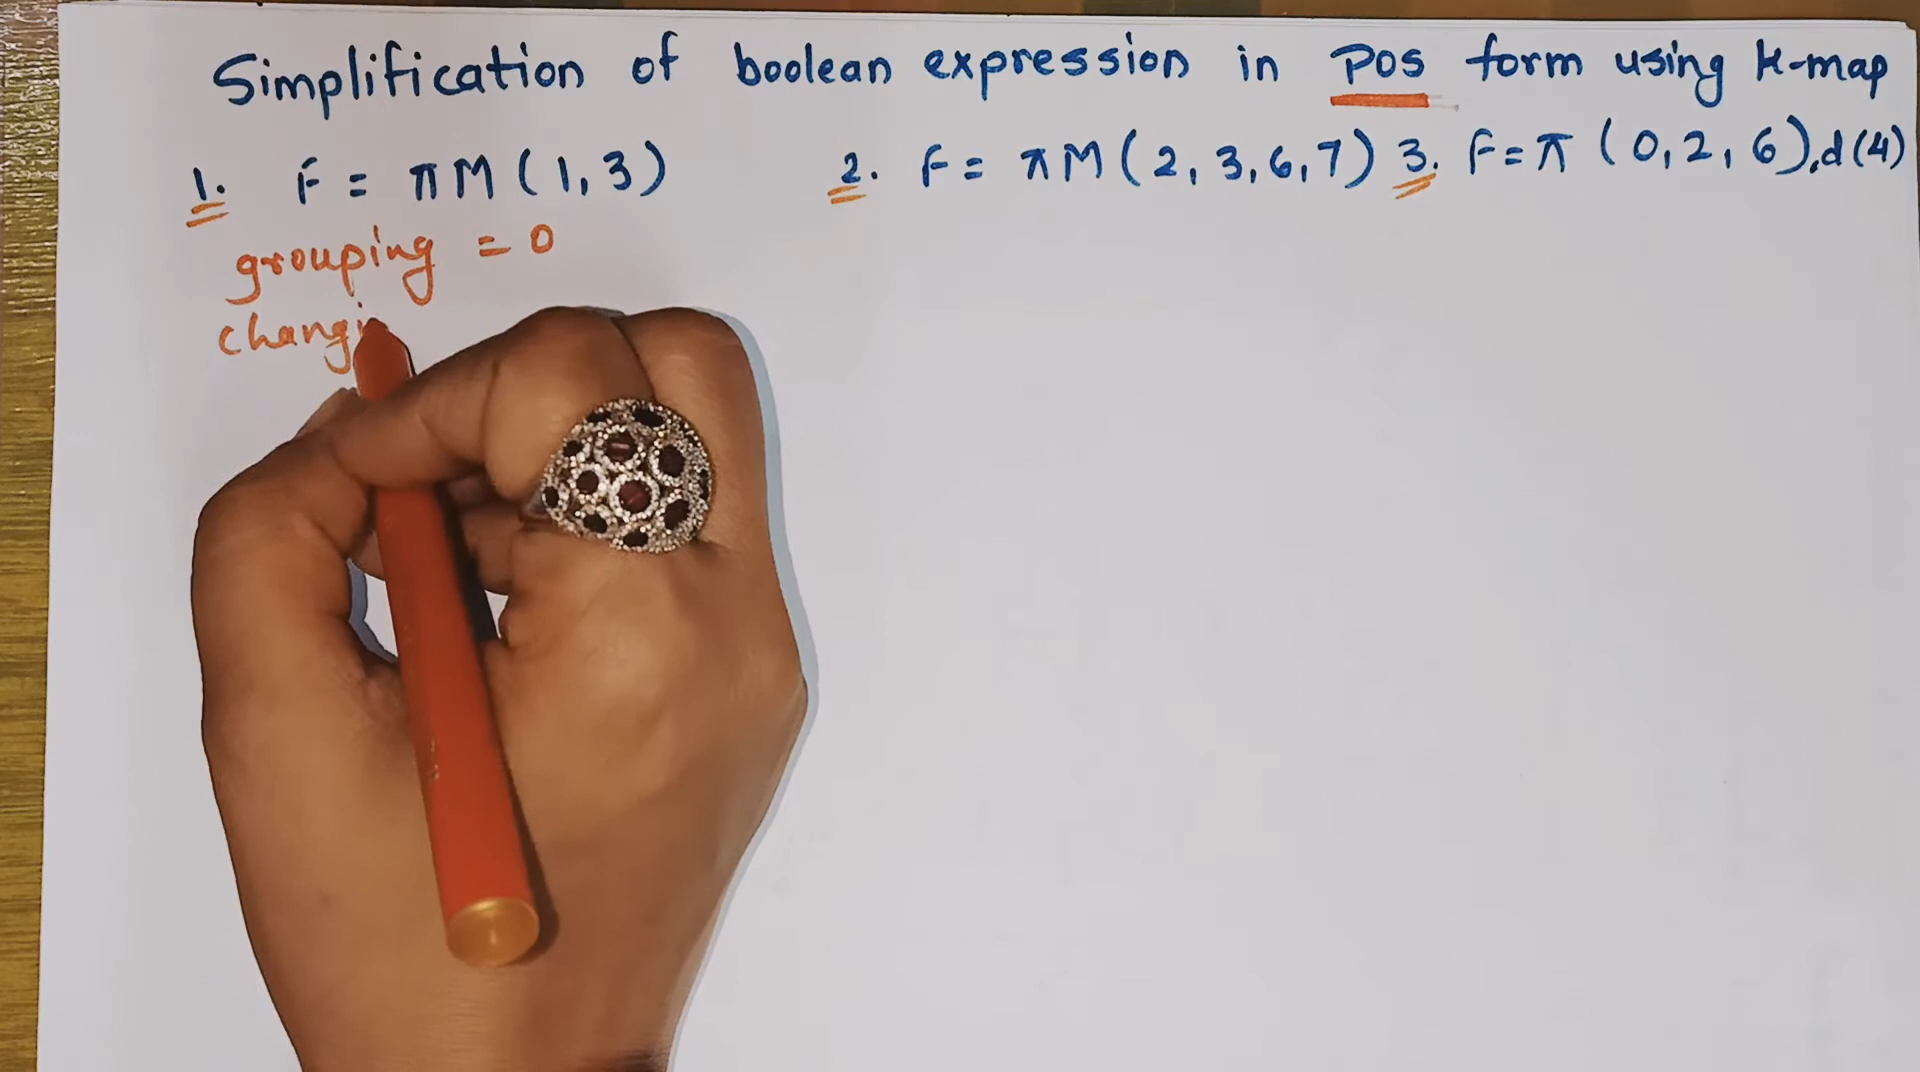 Simplification of boolean expression in POS form using K-map
1. F = πM(1,3) 2. F = πM(2,3,6,7) 3. F=π(0,2,6),d(4)
grouping = 0
changi